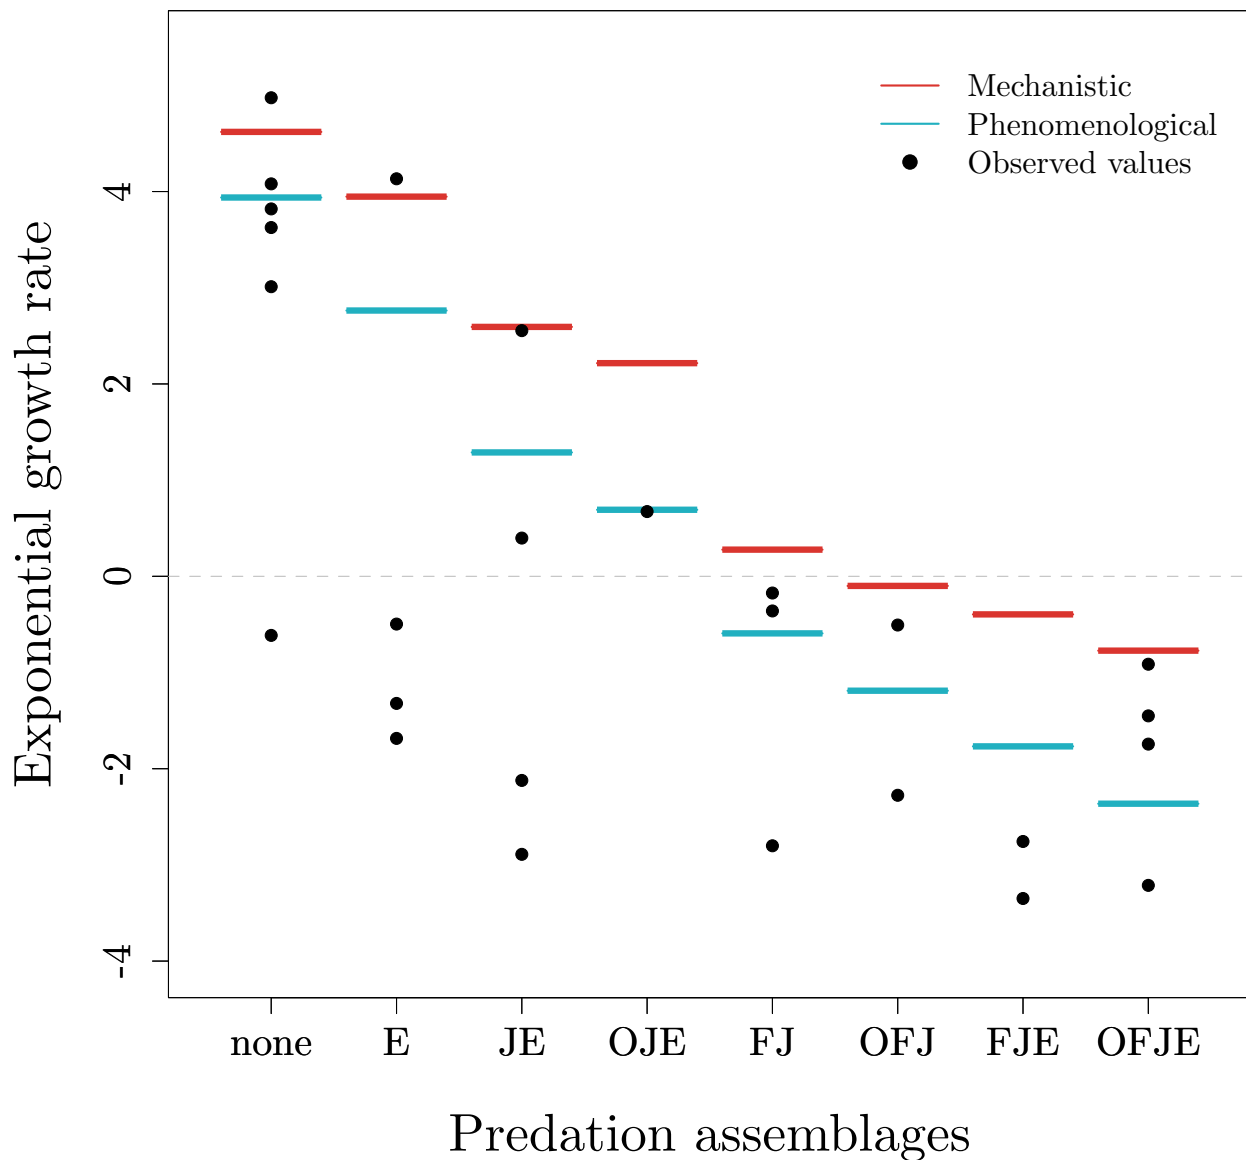 Mechanistic
Phenomenological
Observed values
Exponential growth rate
4
2
0
-2
-4
none E JE OJE FJ OFJ FJE OFJE
Predation assemblages